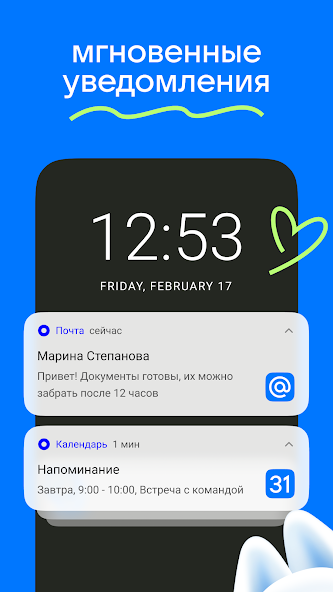 мгновенные
уведомления
12:53
FRIDAY, FEBRUARY 17
Почта сейчас
Марина Степанова
Привет! Документы готовы, их можно
забрать после 12 часов
@
Календарь 1 мин
Напоминание
Завтра, 9:00 - 10:00, Встреча с командой
31